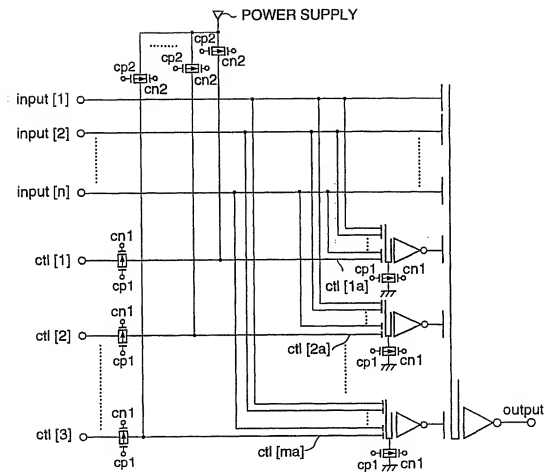 POWER SUPPLY
cp2
cp2
cp2
cn2
cn2
cn2
input [1]
input [2]
input [n]
cn1
ctl [1]
cp1
ctl [1a]
cp1
cn1
cn1
ctl [2]
cp1
ctl [2a]
cp1
cn1
output
cn1
ctl [3]
cp1
ctl [ma]
cp1
cn1